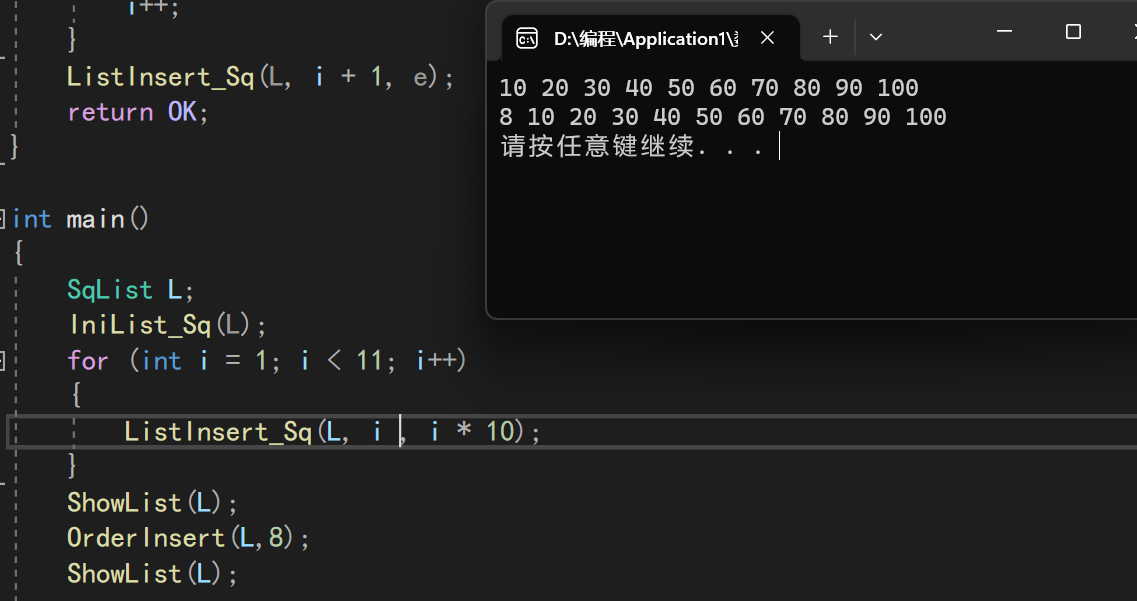 i++;
}
ListInsert_Sq(L, i + 1, e);
return OK;
}
int main()
{
SqList L;
IniList_Sq(L);
for (int i = 1; i < 11; i++)
{
ListInsert_Sq(L, i , i * 10);
}
ShowList(L);
OrderInsert(L,8);
ShowList(L);
D:\编程\Application1\
10 20 30 40 50 60 70 80 90 100
8 10 20 30 40 50 60 70 80 90 100
请按任意键继续. . .